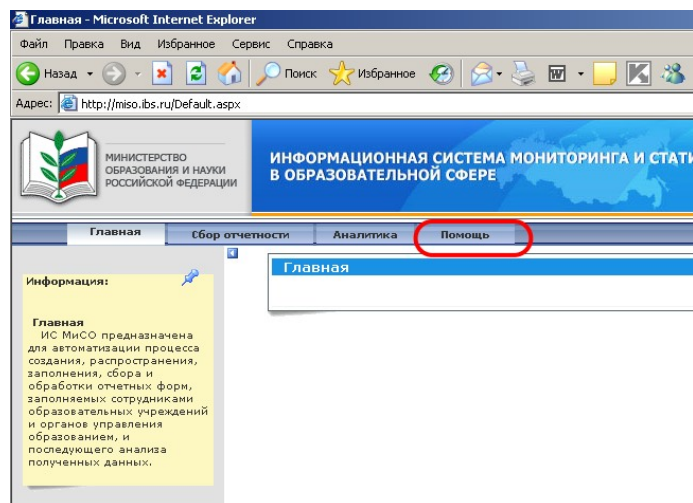 Главная - Microsoft Internet Explorer
Файл Правка Вид Избранное Сервис Справка
Назад Поиск Избранное
Адрес: http://miso.ibs.ru/Default.aspx
МИНИСТЕРСТВО
ОБРАЗОВАНИЯ И НАУКИ
РОССИЙСКОЙ ФЕДЕРАЦИИ
ИНФОРМАЦИОННАЯ СИСТЕМА МОНИТОРИНГА И СТАТИ
В ОБРАЗОВАТЕЛЬНОЙ СФЕРЕ
Главная Сбор отчетности Аналитика Помощь
Главная
Информация:
Главная
ИС МиСО предназначена
для автоматизации процесса
создания, распространения,
заполнения, сбора и
обработки отчетных форм,
заполняемых сотрудниками
образовательных учреждений
и органов управления
образованием, и
последующего анализа
полученных данных.